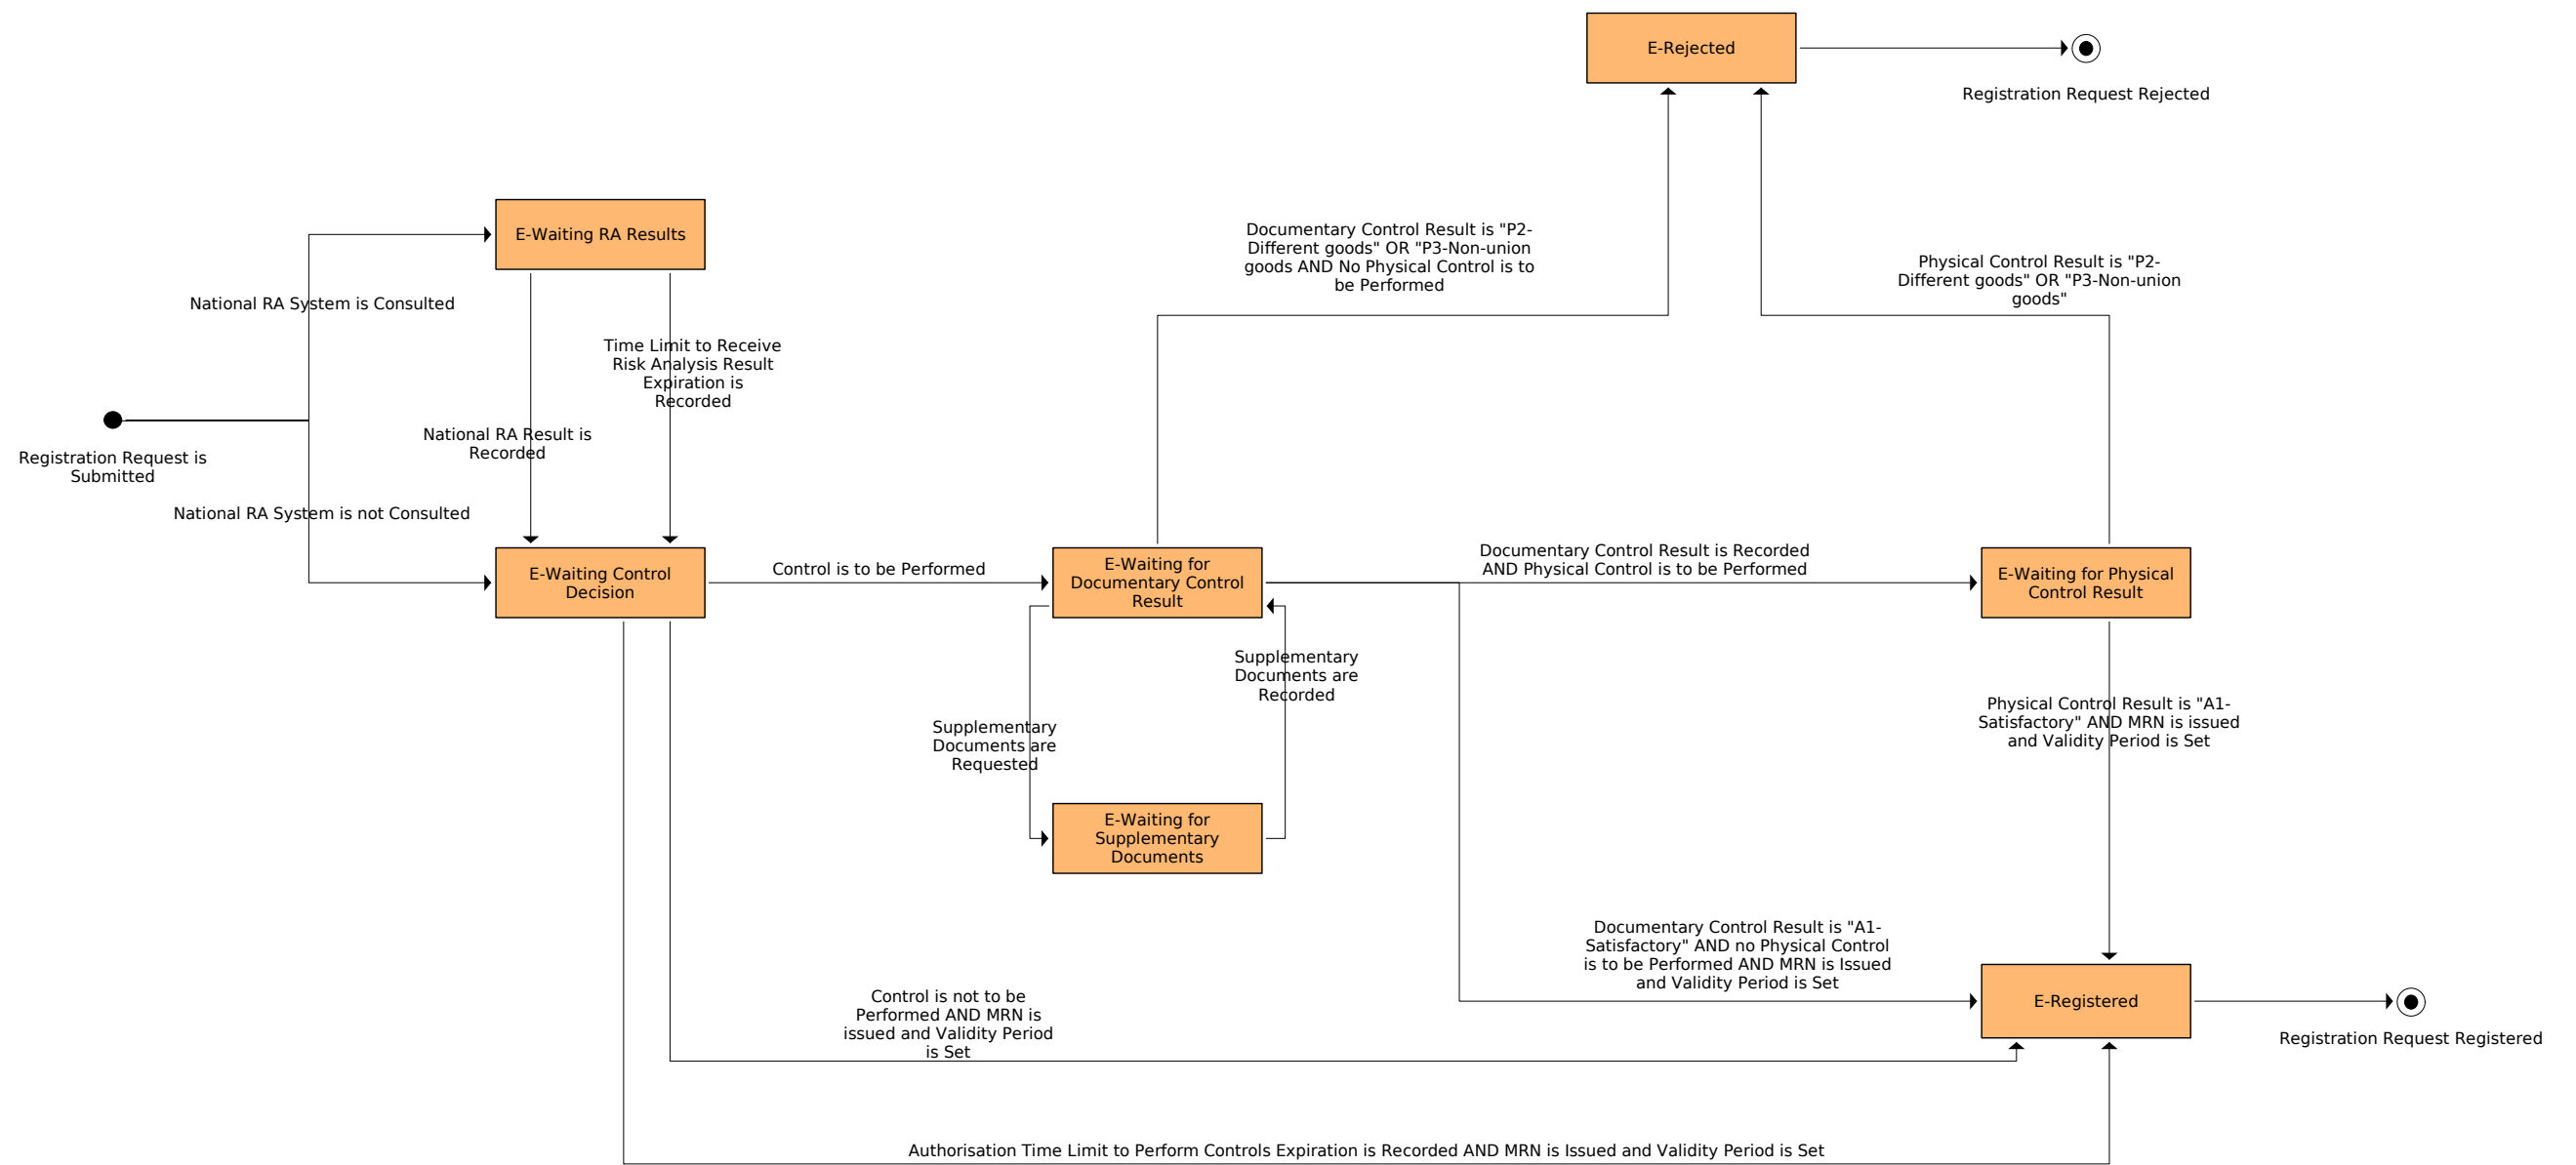 E-Rejected
Registration Request Rejected
E-Waiting RA Results
Documentary Control Result is "P2-
Different goods" OR "P3-Non-union
goods AND No Physical Control is to
be Performed
Physical Control Result is "P2-
Different goods" OR "P3-Non-union
goods"
National RA System is Consulted
Time Limit to Receive
Risk Analysis Result
Expiration is
Recorded
National RA Result is
Recorded
Registration Request is
Submitted
National RA System is not Consulted
E-Waiting Control
Decision
Control is to be Performed
E-Waiting for
Documentary Control
Result
Documentary Control Result is Recorded
AND Physical Control is to be Performed
E-Waiting for Physical
Control Result
Supplementary
Documents are
Recorded
Supplementary
Documents are
Requested
Physical Control Result is "A1-
Satisfactory" AND MRN is issued
and Validity Period is Set
E-Waiting for
Supplementary
Documents
Documentary Control Result is "A1-
Satisfactory" AND no Physical Control
is to be Performed AND MRN is Issued
and Validity Period is Set
Control is not to be
Performed AND MRN is
issued and Validity Period
is Set
E-Registered
Registration Request Registered
Authorisation Time Limit to Perform Controls Expiration is Recorded AND MRN is Issued and Validity Period is Set